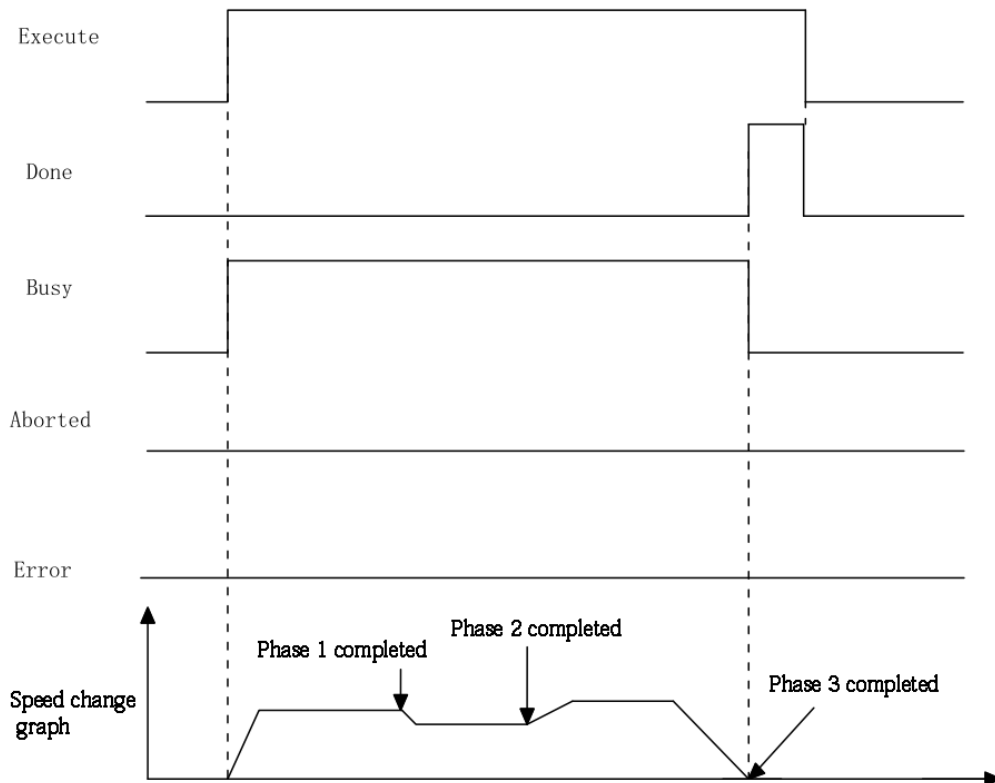 Execute
Done
Busy
Aborted
Error
Phase 2 completed
Phase 1 completed
Phase 3 completed
Speed change
graph